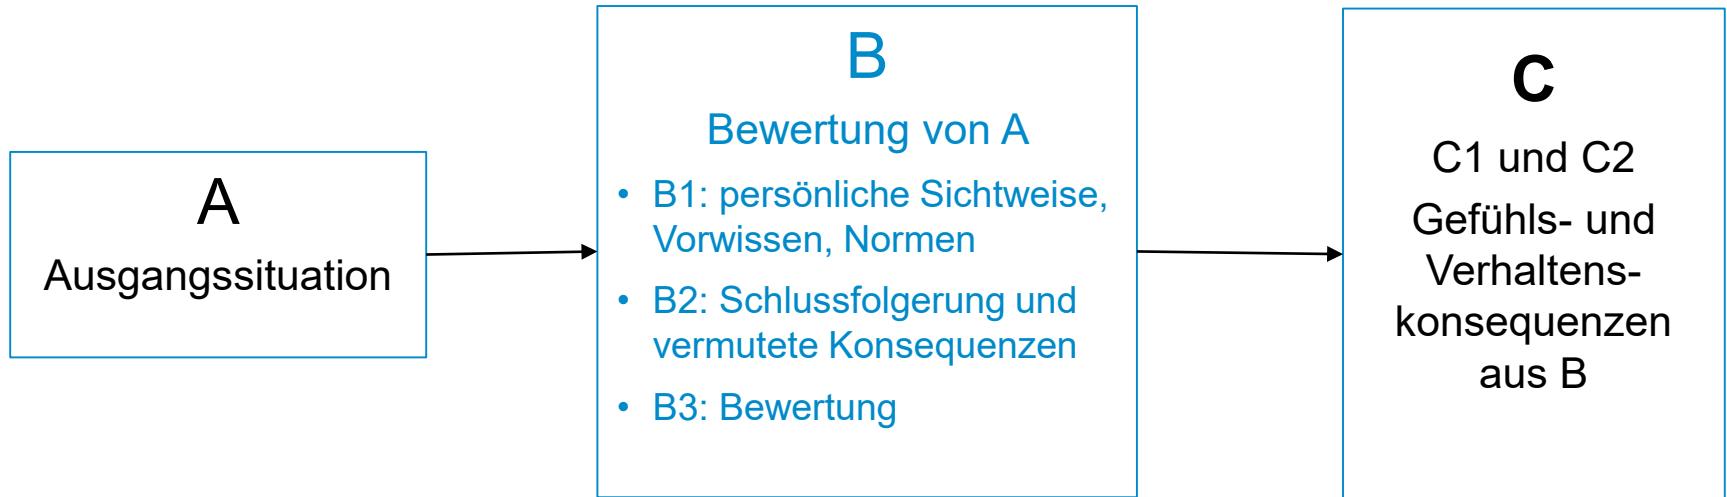 A
Ausgangssituation
B
Bewertung von A
• B1: persönliche Sichtweise,
Vorwissen, Normen
• B2: Schlussfolgerung und
vermutete Konsequenzen
• B3: Bewertung
C
C1 und C2
Gefühls- und
Verhaltens-
konsequenzen
aus B